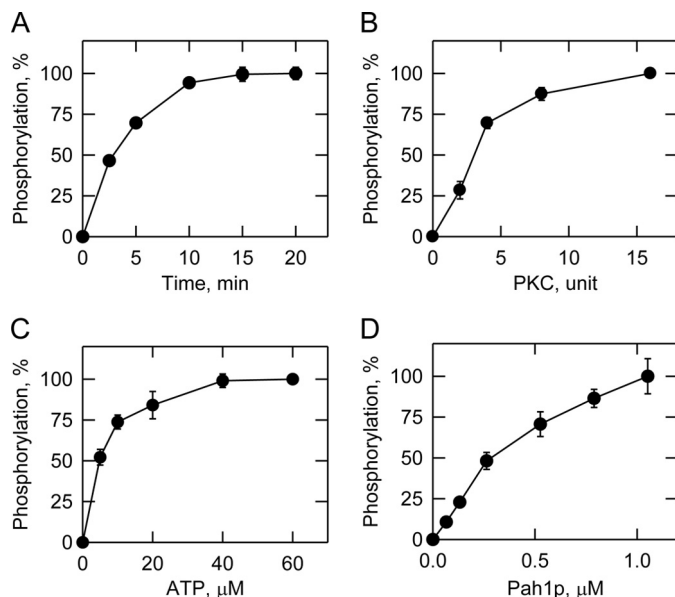 A
Phosphorylation, %
100
75
50
25
0
0 5 10 15 20
Time, min
B
Phosphorylation, %
100
75
50
25
0
0 5 10 15
PKC, unit
C
Phosphorylation, %
100
75
50
25
0
0 20 40 60
ATP, μM
D
Phosphorylation, %
100
75
50
25
0
0.0 0.5 1.0
Pah1p, μM